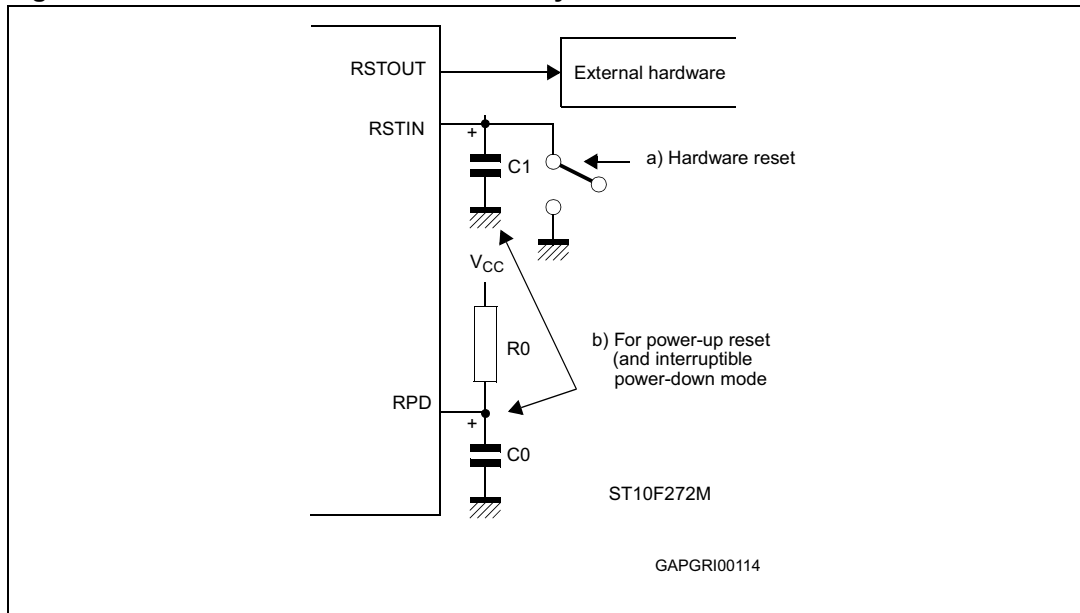 RSTOUT
External hardware
RSTIN
+
C1
a) Hardware reset
VCC
R0
b) For power-up reset
(and interruptible
power-down mode
RPD
+
C0
ST10F272M
GAPGRI00114